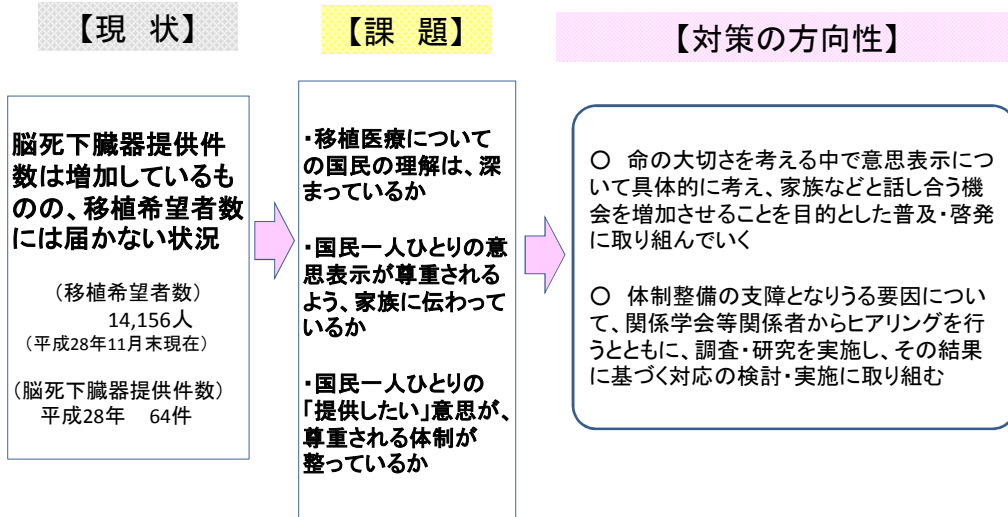 【現　状】
【課　題】
【対策の方向性】
脳死下臓器提供件
数は増加しているも
のの、移植希望者数
には届かない状況
（移植希望者数）
14,156人
（平成28年11月末現在）
（脳死下臓器提供件数）
平成28年　64件
・移植医療について
の国民の理解は、深
まっているか
・国民一人ひとりの意
思表示が尊重される
よう、家族に伝わって
いるか
・国民一人ひとりの
「提供したい」意思が、
尊重される体制が
整っているか
○　命の大切さを考える中で意思表示につ
いて具体的に考え、家族などと話し合う機
会を増加させることを目的とした普及・啓発
に取り組んでいく
○　体制整備の支障となりうる要因につい
て、関係学会等関係者からヒアリングを行
うとともに、調査・研究を実施し、その結果
に基づく対応の検討・実施に取り組む